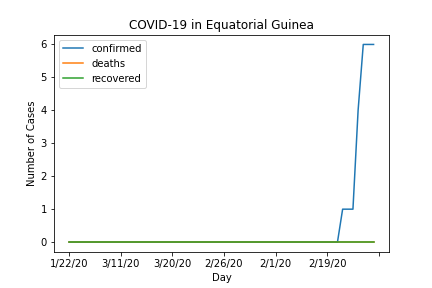 COVID-19 in Equatorial Guinea
confirmed
deaths
recovered
Number of Cases
6
5
4
3
2
1
0
1/22/20 3/11/20 3/20/20 2/26/20 2/1/20 2/19/20
Day